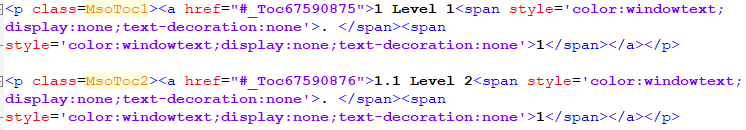 <p class=MsoToc1><a href="#_Toc67590875">1 Level 1<span style='color:windowtext;
display:none;text-decoration:none'>. </span><span
style='color:windowtext;display:none;text-decoration:none'>1</span></a></p>
<p class=MsoToc2><a href="#_Toc67590876">1.1 Level 2<span style='color:windowtext;
display:none;text-decoration:none'>. </span><span
style='color:windowtext;display:none;text-decoration:none'>1</span></a></p>